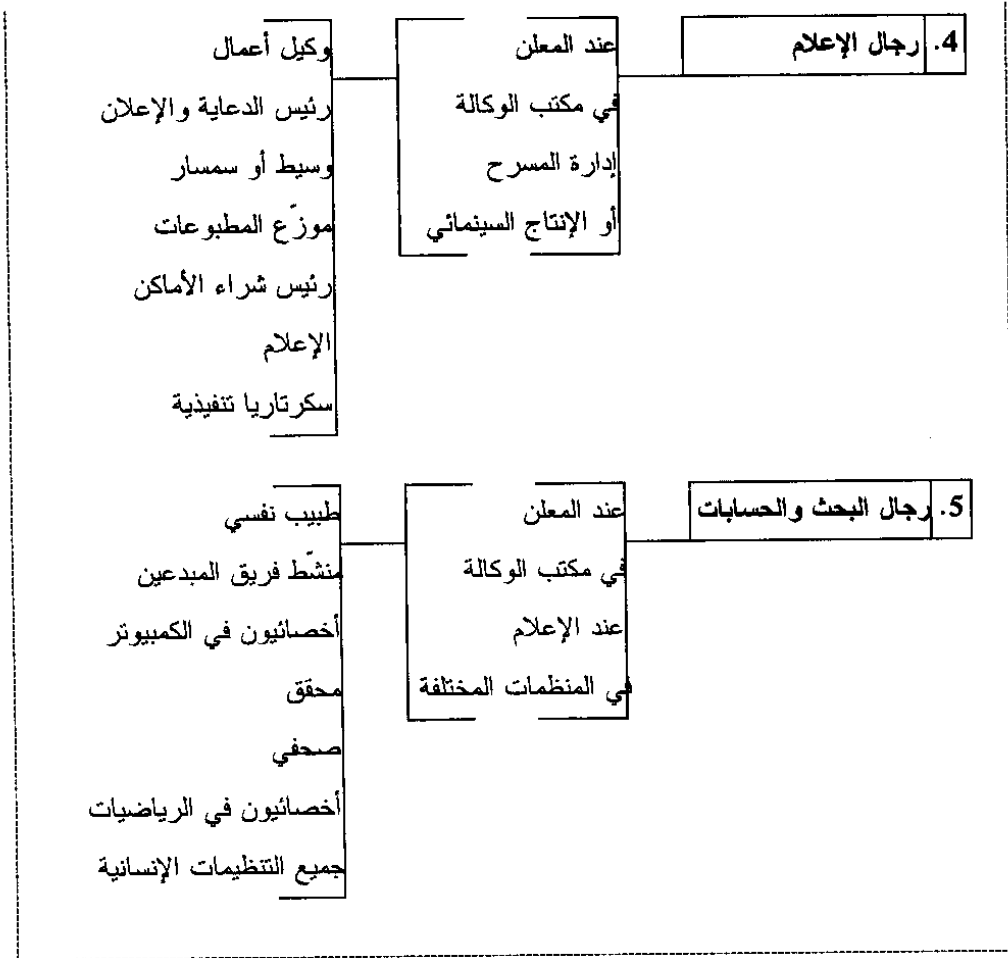 4. رجال الإعلام
عند المعلن
في مكتب الوكالة
إدارة المسرح
أو الإنتاج السينمائي
وكيل أعمال
رئيس الدعاية والإعلان
وسيط أو سمسار
موزّع المطبوعات
رئيس شراء الأماكن
الإعلام
سكرتاريا تنفيذية
5. رجال البحث والحسابات
عند المعلن
في مكتب الوكالة
عند الإعلام
في المنظمات المختلفة
طبيب نفسي
منشّط فريق المبدعين
أخصائيون في الكمبيوتر
محقق
صحفي
أخصائيون في الرياضيات
جميع التنظيمات الإنسانية